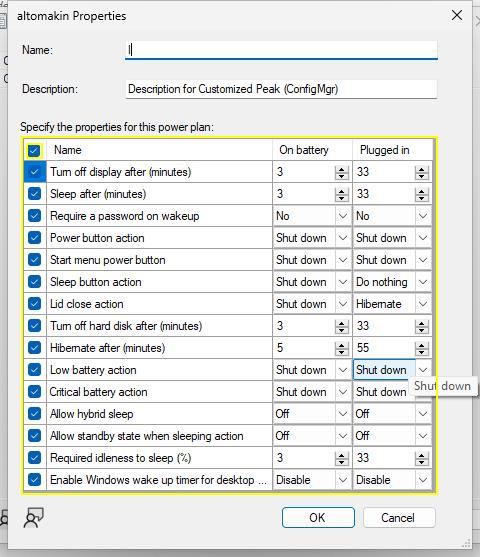 altomakin Properties
Name:
Description: Description for Customized Peak (ConfigMgr)
Specify the properties for this power plan:
Name On battery Plugged in
Turn off display after (minutes) 3 33
Sleep after (minutes) 3 33
Require a password on wakeup No No
Power button action Shut down Shut down
Start menu power button Shut down Shut down
Sleep button action Shut down Do nothing
Lid close action Shut down Hibernate
Turn off hard disk after (minutes) 3 33
Hibernate after (minutes) 5 55
Low battery action Shut down Shut down
Shut down
Critical battery action Shut down Shut down
Allow hybrid sleep Off Off
Allow standby state when sleeping action Off Off
Required idleness to sleep (%) 3 33
Enable Windows wake up timer for desktop ... Disable Disable
OK Cancel